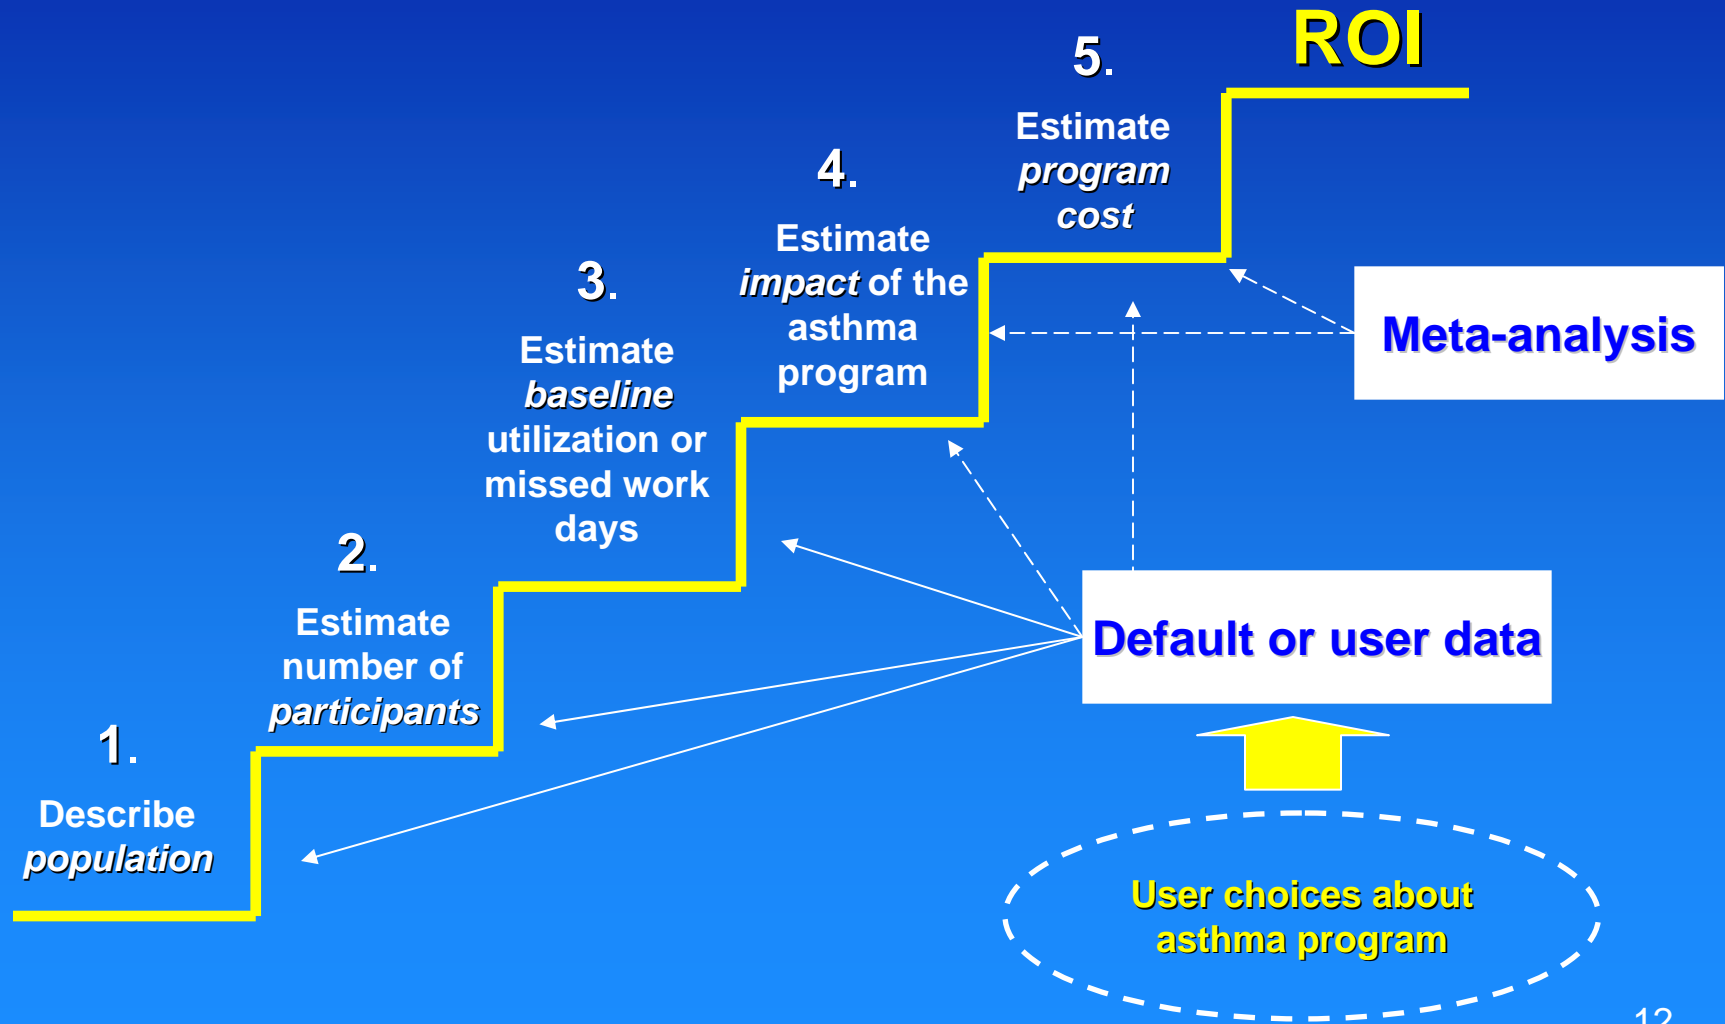 ROI
5.
Estimate
program
cost
4.
Estimate
impact of the
asthma
program
3.
Estimate
baseline
utilization or
missed work
days
2.
Estimate
number of
participants
1.
Describe
population
Meta-analysis
Default or user data
User choices about
asthma program
12